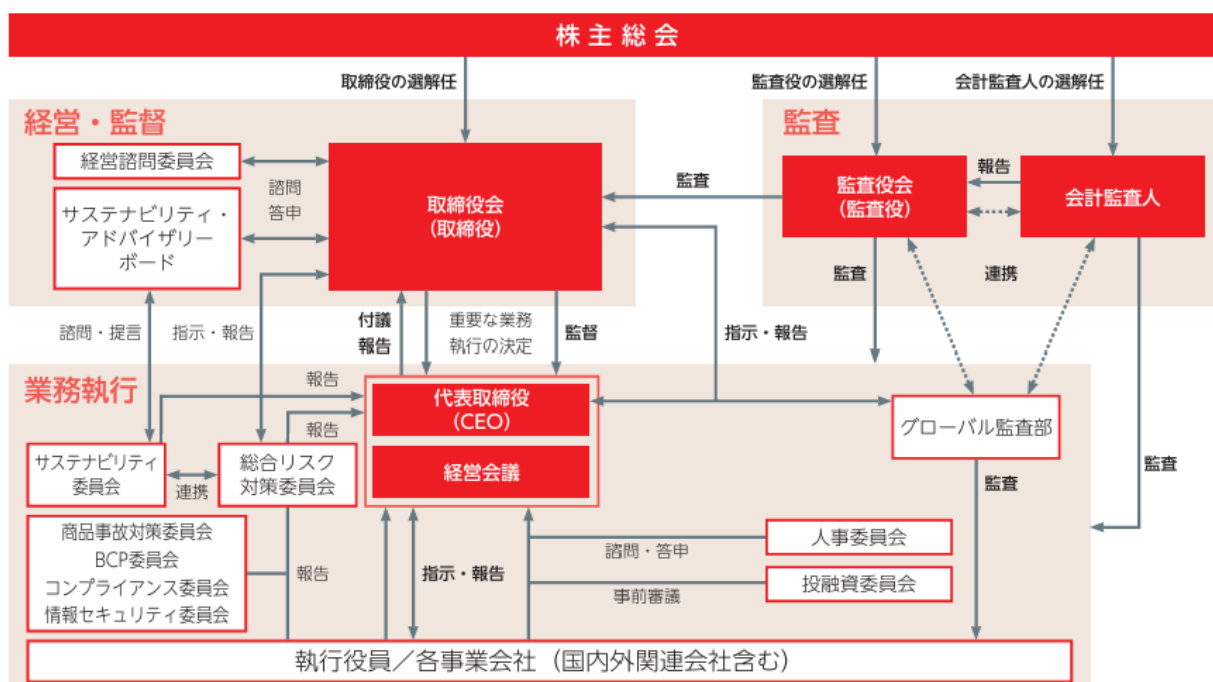 株主総会
取締役の選解任
監査役の選解任
会計監査人の選解任
経営・監督
監査
経営諮問委員会
諮問
答申
サステナビリティ・
アドバイザリー
ボード
取締役会
(取締役)
監査
監査役会
(監査役)
報告
会計監査人
監査
連携
諮問・提言
指示・報告
付議
報告
重要な業務
執行の決定
監督
指示・報告
業務執行
報告
報告
代表取締役
(CEO)
経営会議
グローバル監査部
サステナビリティ
委員会
連携
総合リスク
対策委員会
監査
監査
商品事故対策委員会
BCP委員会
コンプライアンス委員会
情報セキュリティ委員会
報告
指示・報告
諮問・答申
人事委員会
事前審議
投融資委員会
執行役員／各事業会社（国内外関連会社含む）